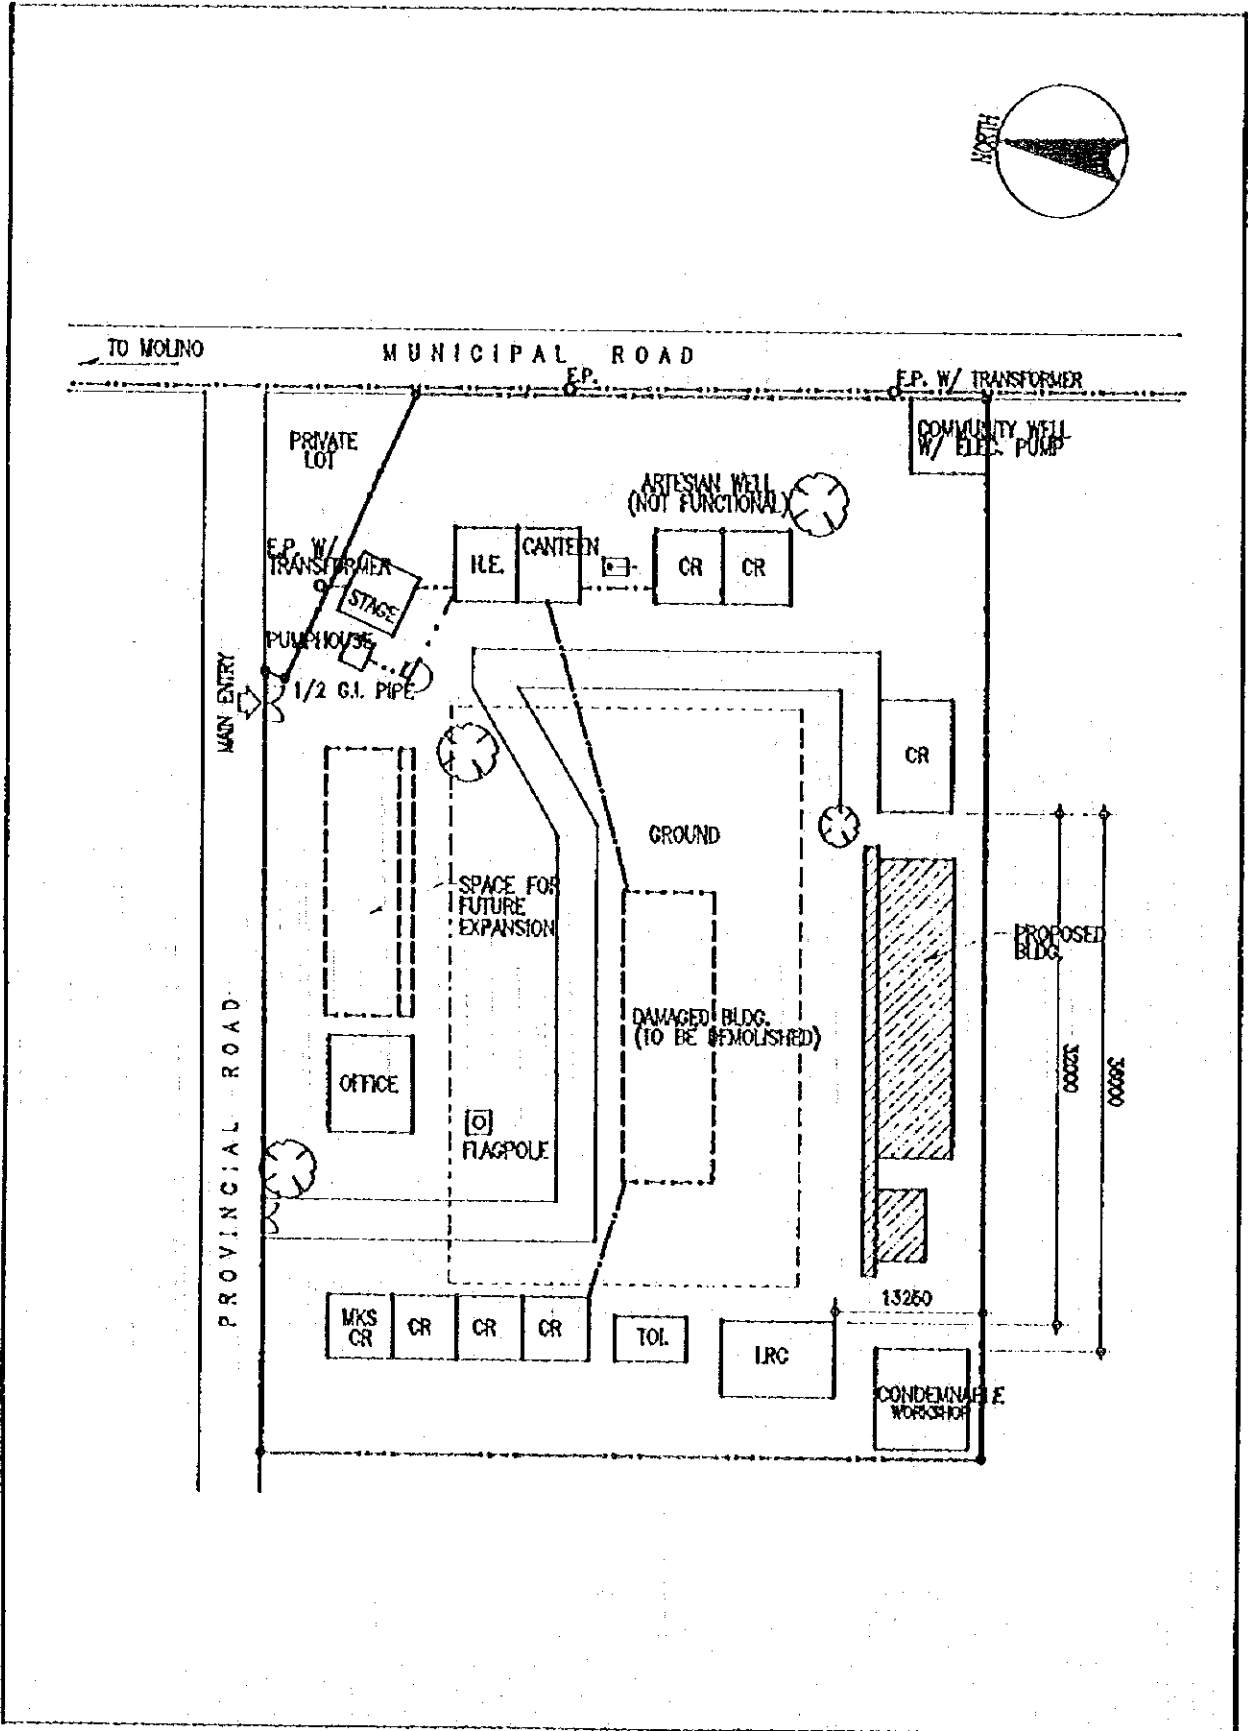 NORTH
TO MOLINO
MUNICIPAL ROAD
E.P.
E.P. W/ TRANSFORMER
PRIVATE
LOT
COMMUNITY WELL
W/ ELEC. PUMP
ARTESIAN WELL
(NOT FUNCTIONAL)
E.P. W/
TRANSFORMER
STAGE
H.E.
CANTEEN
CR
CR
PUMPHOUSE
1/2 G.I. PIPE
MAIN ENTRY
CR
GROUND
SPACE FOR
FUTURE
EXPANSION
PROPOSED
BLDG.
DAMAGED BLDG.
(TO BE DEMOLISHED)
32000
36000
OFFICE
FLAGPOLE
PROVINCIAL ROAD
13260
MKS
CR
CR
CR
CR
TOI.
LRC
CONDEMNABLE
WORKSHOP